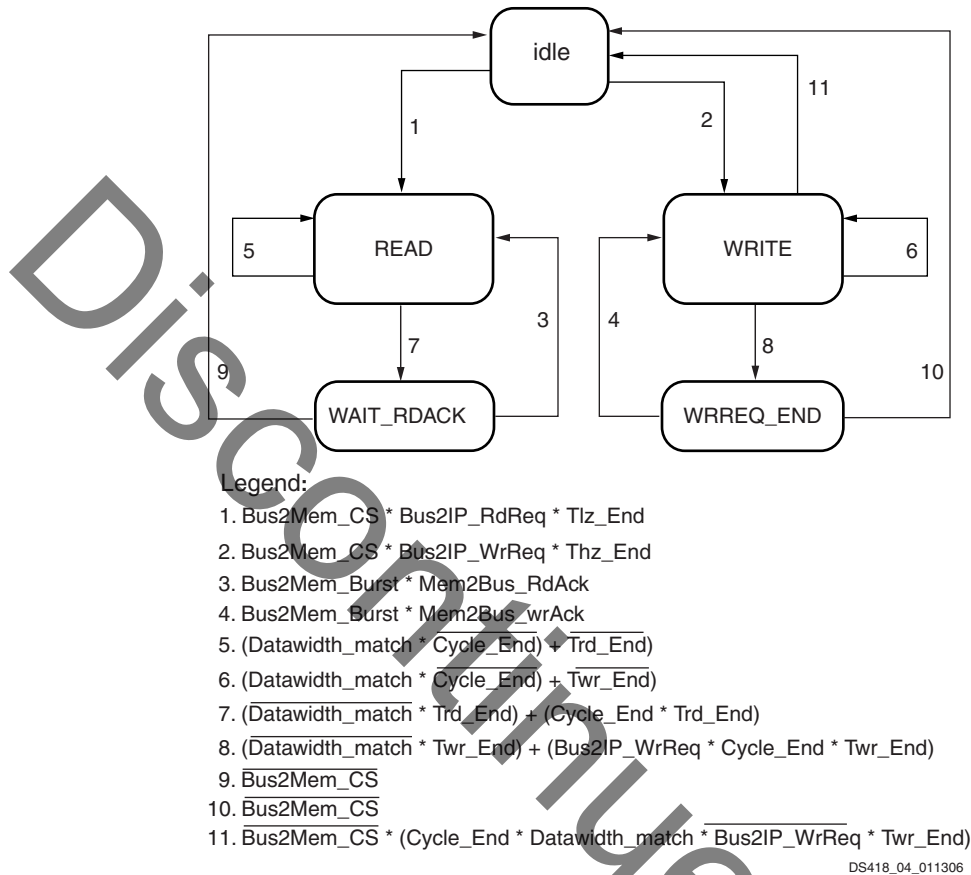 idle
11
1
2
READ
WRITE
5
6
3
4
7
8
9
10
WAIT_RDACK
WRREQ_END
Legend:
1. Bus2Mem_CS * Bus2IP_RdReq * Tlz_End
2. Bus2Mem_CS * Bus2IP_WrReq * Thz_End
3. Bus2Mem_Burst * Mem2Bus_RdAck
4. Bus2Mem_Burst * Mem2Bus_wrAck
5. (Datawidth_match * Cycle_End) + Trd_End)
6. (Datawidth_match * Cycle_End) + Twr_End)
7. (Datawidth_match * Trd_End) + (Cycle_End * Trd_End)
8. (Datawidth_match * Twr_End) + (Bus2IP_WrReq * Cycle_End * Twr_End)
9. Bus2Mem_CS
10. Bus2Mem_CS
11. Bus2Mem_CS * (Cycle_End * Datawidth_match * Bus2IP_WrReq * Twr_End)
DS418_04_011306
Discontinue